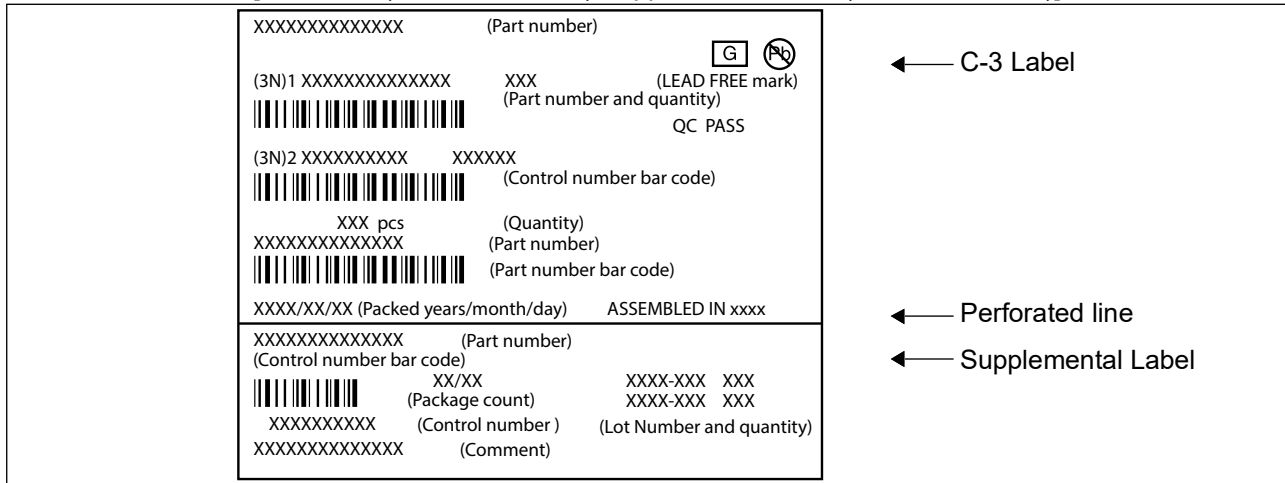 XXXXXXXXXXXXXX (Part number)
G Pb
C-3 Label
(3N)1 XXXXXXXXXXXXXX XXX (LEAD FREE mark)
(Part number and quantity)
QC PASS
(3N)2 XXXXXXXXXX XXXXXX
(Control number bar code)
XXX pcs (Quantity)
XXXXXXXXXXXXXX (Part number)
(Part number bar code)
XXXX/XX/XX (Packed years/month/day) ASSEMBLED IN xxxx
Perforated line
XXXXXXXXXXXXXX (Part number)
(Control number bar code)
Supplemental Label
XX/XX XXXX-XXX XXX
(Package count) XXXX-XXX XXX
XXXXXXXXXX (Control number ) (Lot Number and quantity)
XXXXXXXXXXXXXX (Comment)